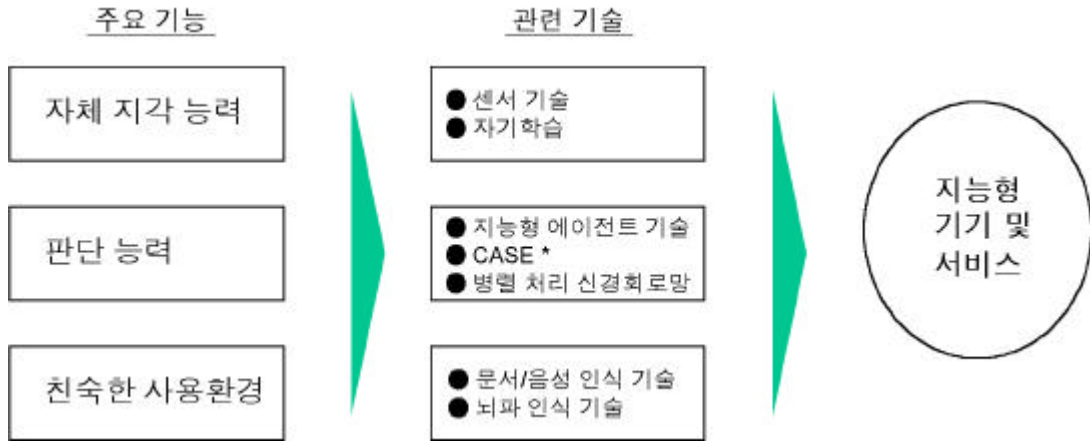 주요 기능
관련 기술
자체 지각 능력
● 센서 기술
● 자기학습
판단 능력
● 지능형 에이전트 기술
● CASE *
● 병렬 처리 신경회로망
친숙한 사용환경
● 문서/음성 인식 기술
● 뇌파 인식 기술
지능형
기기 및
서비스